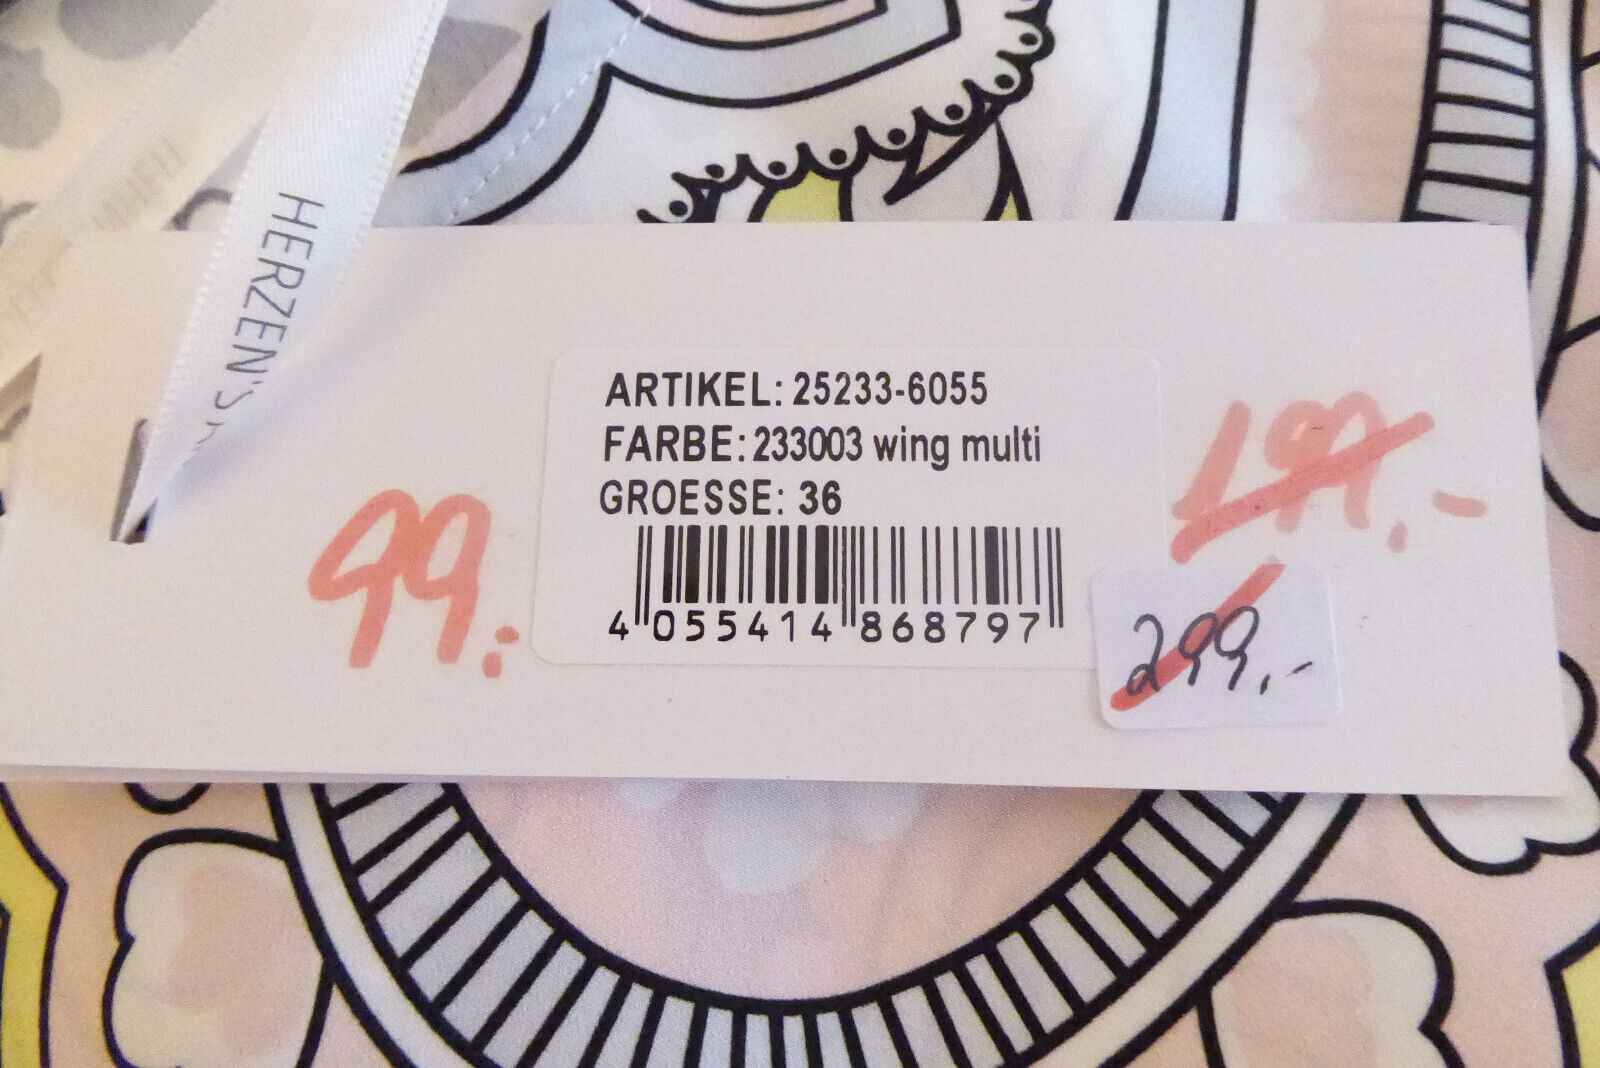 HERZEN'S
ARTIKEL: 25233-6055
FARBE: 233003 wing multi
GROESSE: 36
4 055414 868797
99.-
199,-
299,-